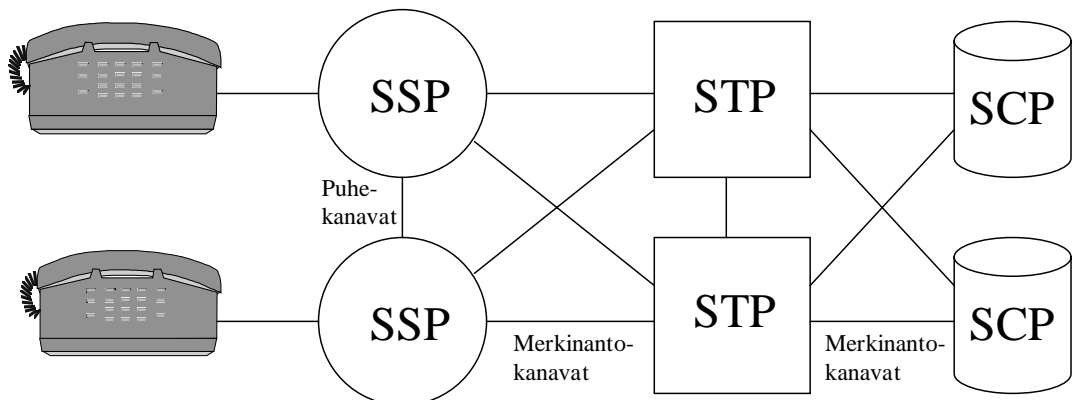 SSP
STP
SCP
Puhe-
kanavat
SSP
STP
SCP
Merkinanto-
kanavat
Merkinanto-
kanavat